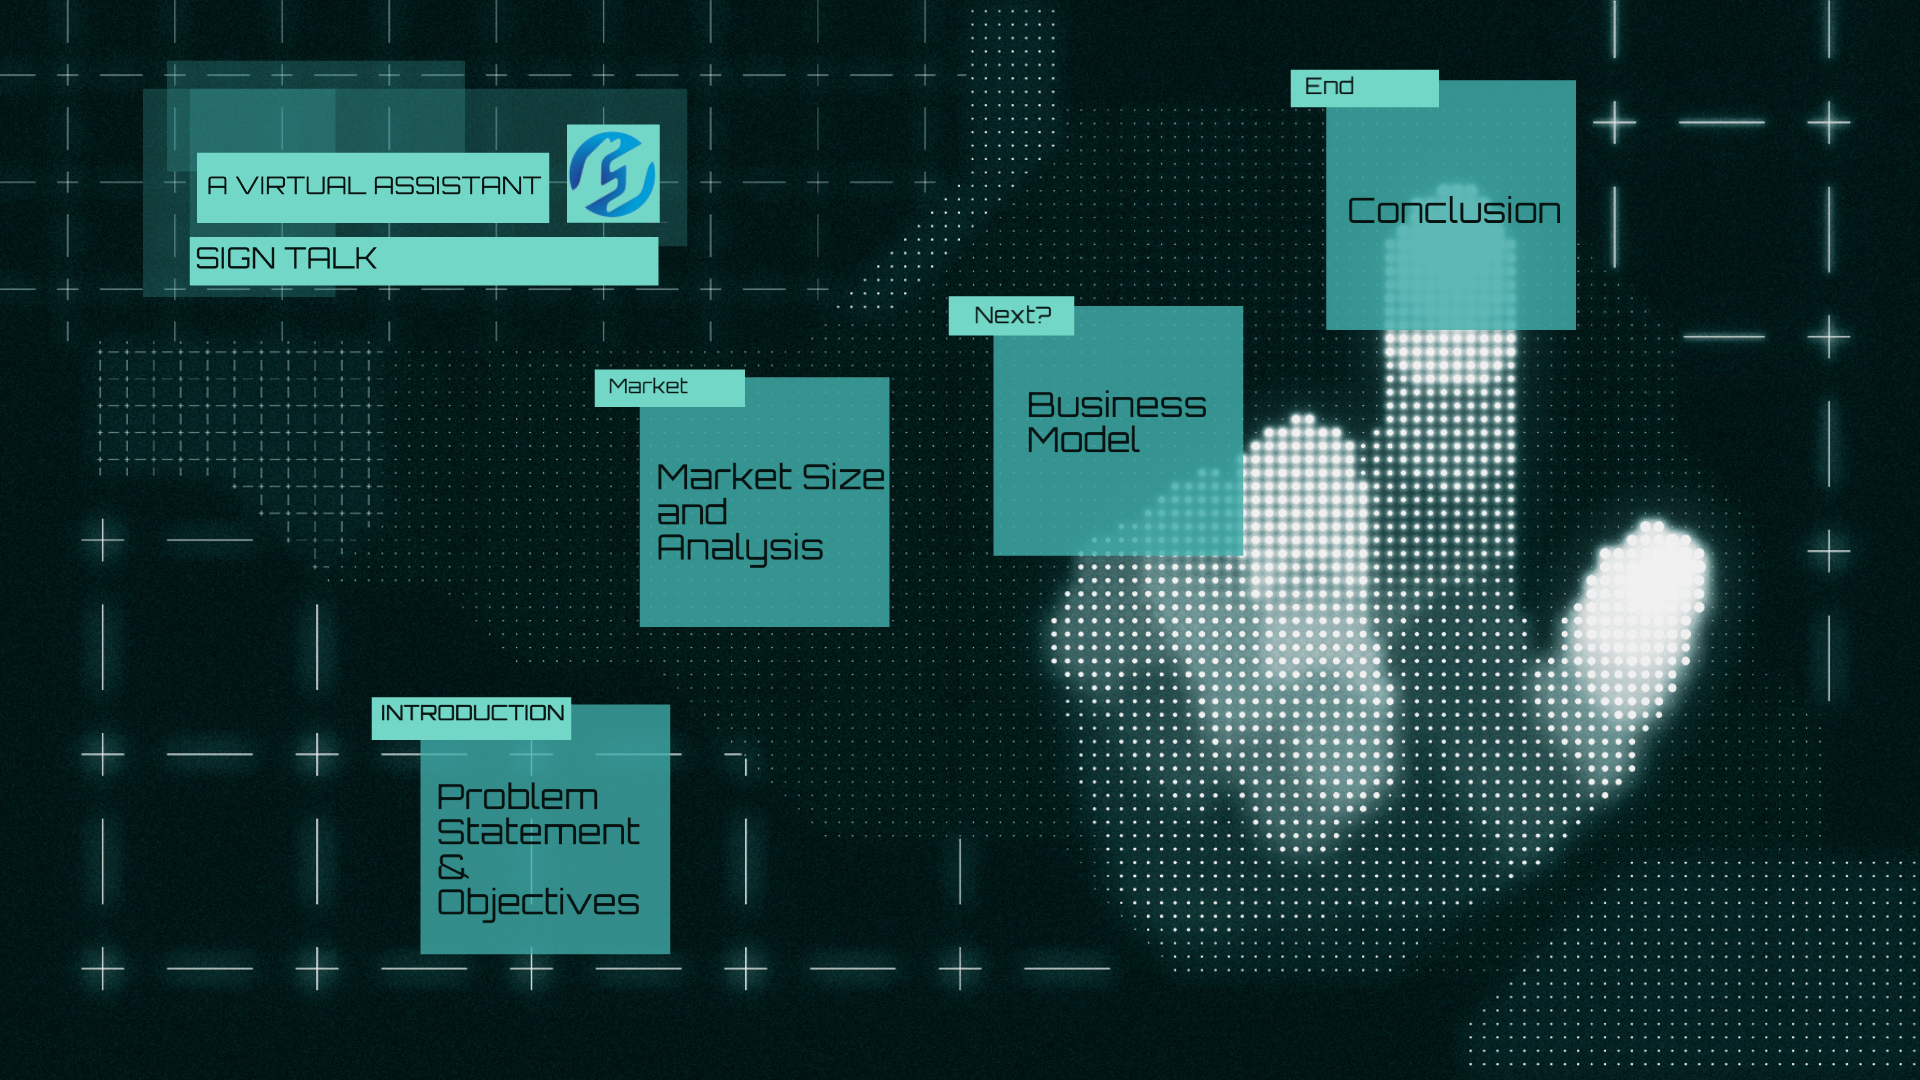 A VIRTUAL ASSISTANT
SIGN TALK
INTRODUCTION
Problem
Statement
&
Objectives
Market
Market Size
and
Analysis
Next?
Business
Model
End
Conclusion